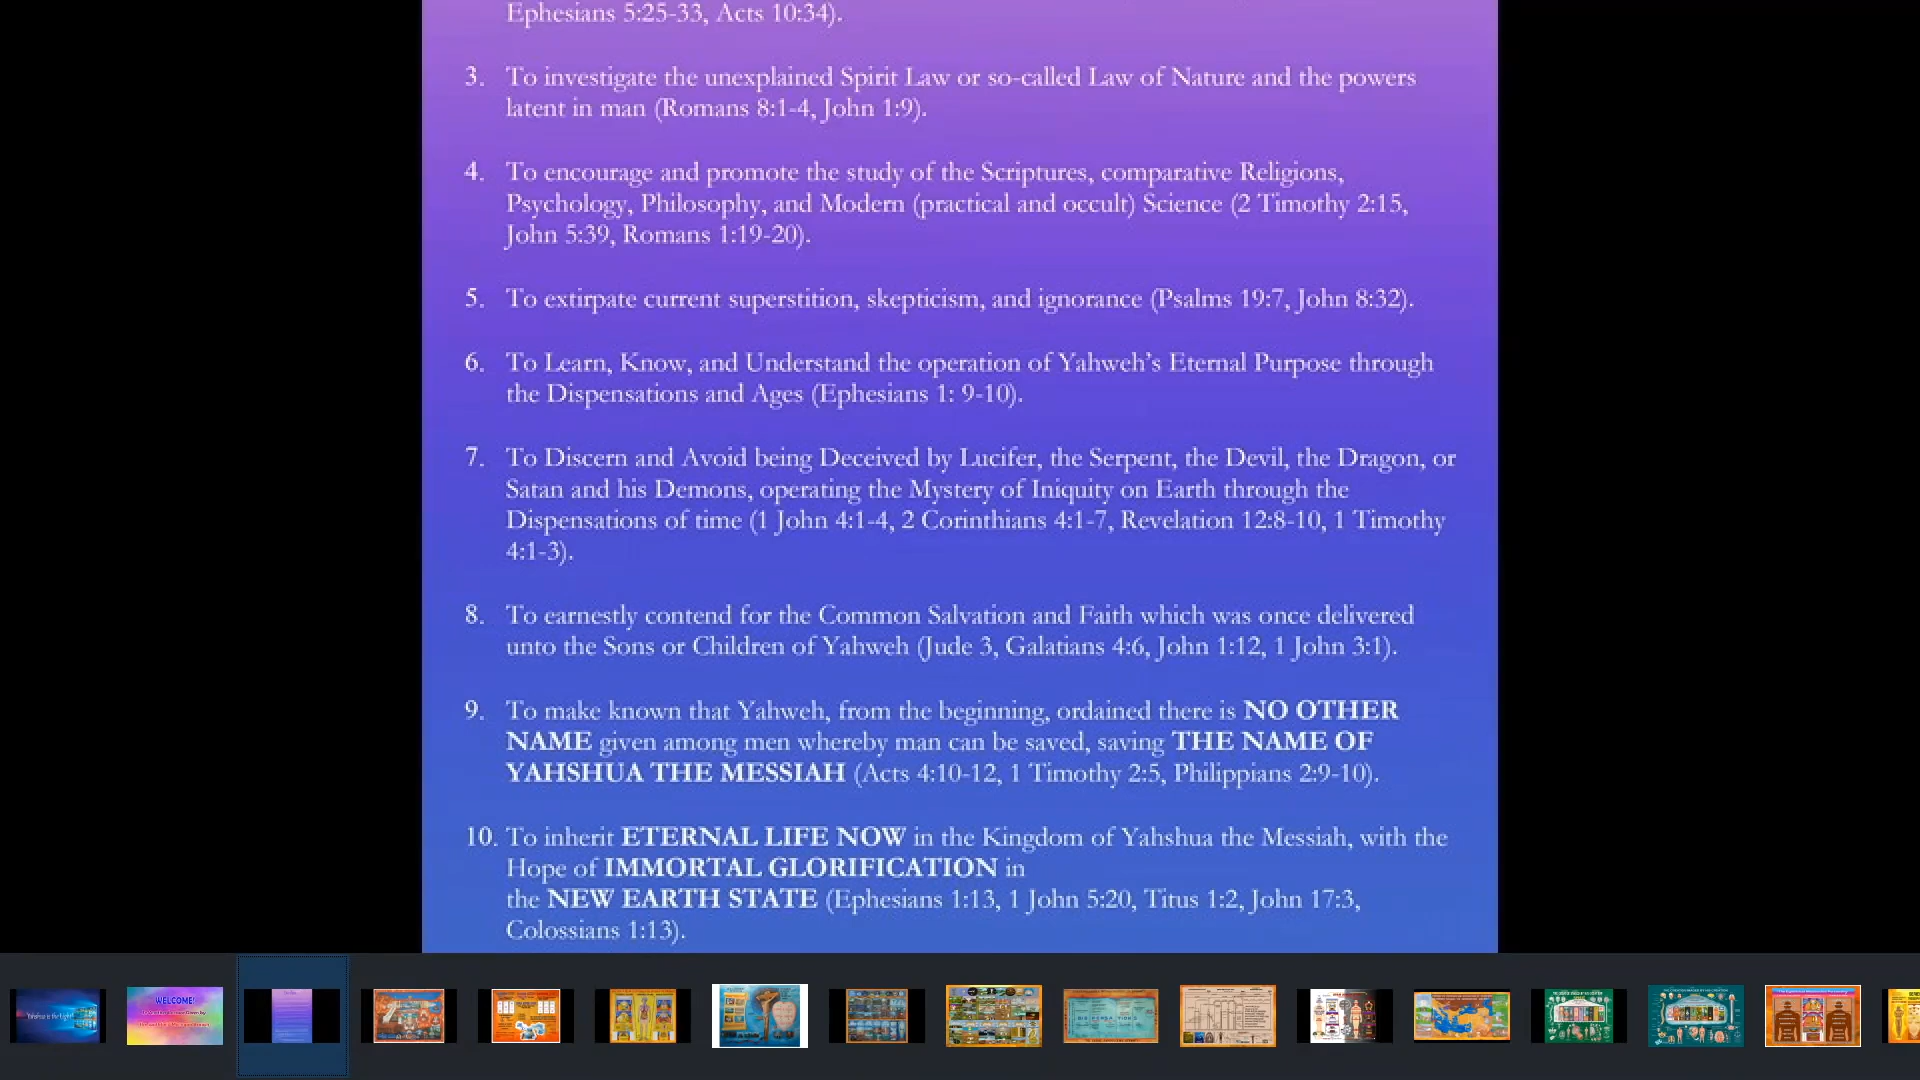 Ephesians 5:25-33, Acts 10:34).
3. To investigate the unexplained Spirit Law or so-called Law of Nature and the powers
latent in man (Romans 8:1-4, John 1:9).
4. To encourage and promote the study of the Scriptures, comparative Religions,
Psychology, Philosophy, and Modern (practical and occult) Science (2 Timothy 2:15,
John 5:39, Romans 1:19-20).
5. To extirpate current superstition, skepticism, and ignorance (Psalms 19:7, John 8:32).
6. To Learn, Know, and Understand the operation of Yahweh’s Eternal Purpose through
the Dispensations and Ages (Ephesians 1: 9-10).
7. To Discern and Avoid being Deceived by Lucifer, the Serpent, the Devil, the Dragon, or
Satan and his Demons, operating the Mystery of Iniquity on Earth through the
Dispensations of time (1 John 4:1-4, 2 Corinthians 4:1-7, Revelation 12:8-10, 1 Timothy
4:1-3).
8. To earnestly contend for the Common Salvation and Faith which was once delivered
unto the Sons or Children of Yahweh (Jude 3, Galatians 4:6, John 1:12, 1 John 3:1).
9. To make known that Yahweh, from the beginning, ordained there is NO OTHER
NAME given among men whereby man can be saved, saving THE NAME OF
YAHSHUA THE MESSIAH (Acts 4:10-12, 1 Timothy 2:5, Philippians 2:9-10).
10. To inherit ETERNAL LIFE NOW in the Kingdom of Yahshua the Messiah, with the
Hope of IMMORTAL GLORIFICATION in
the NEW EARTH STATE (Ephesians 1:13, 1 John 5:20, Titus 1:2, John 17:3,
Colossians 1:13).
WELCOME!